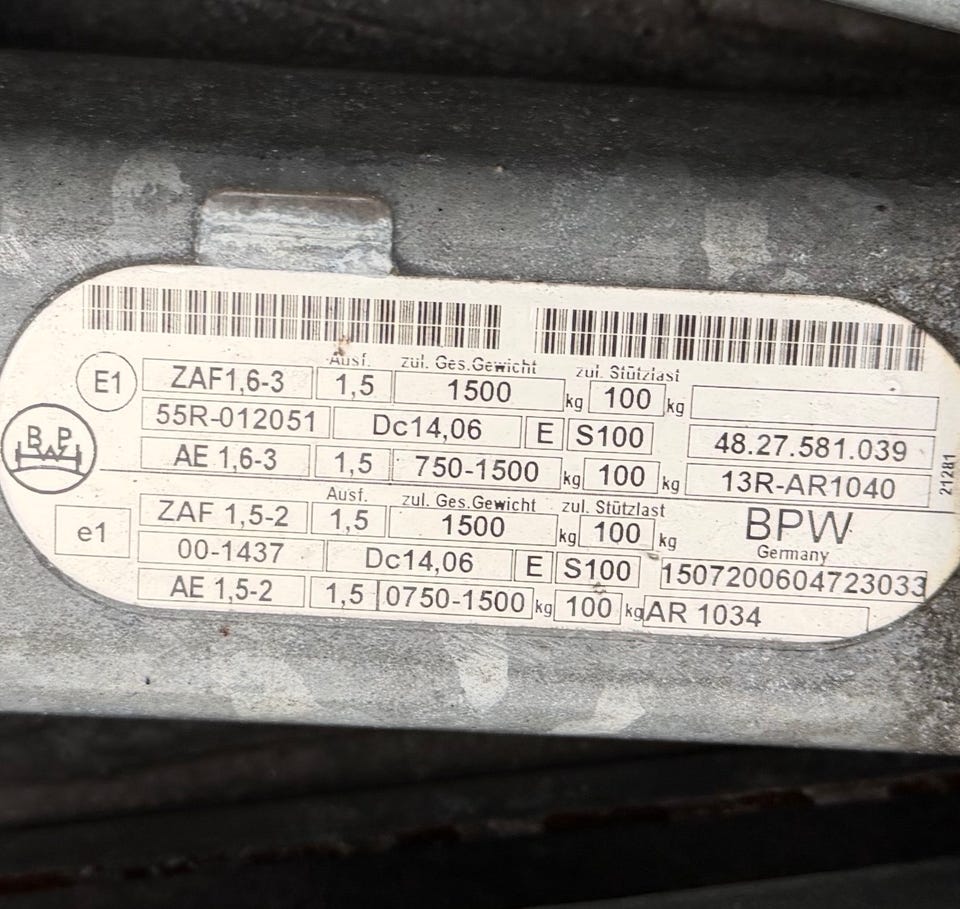 Ausf. zul. Ges.Gewicht zul. Stützlast
E1 ZAF1,6-3 1,5 1500 kg 100 kg
55R-012051 Dc14,06 E S100 48.27.581.039
BPW
AE 1,6-3 1,5 750-1500 kg 100 kg 13R-AR1040
21281
Ausf. zul. Ges.Gewicht zul. Stützlast
e1 ZAF 1,5-2 1,5 1500 kg 100 kg BPW
Germany
00-1437 Dc14,06 E S100 1507200604723033
AE 1,5-2 1,5 0750-1500 kg 100 kg AR 1034